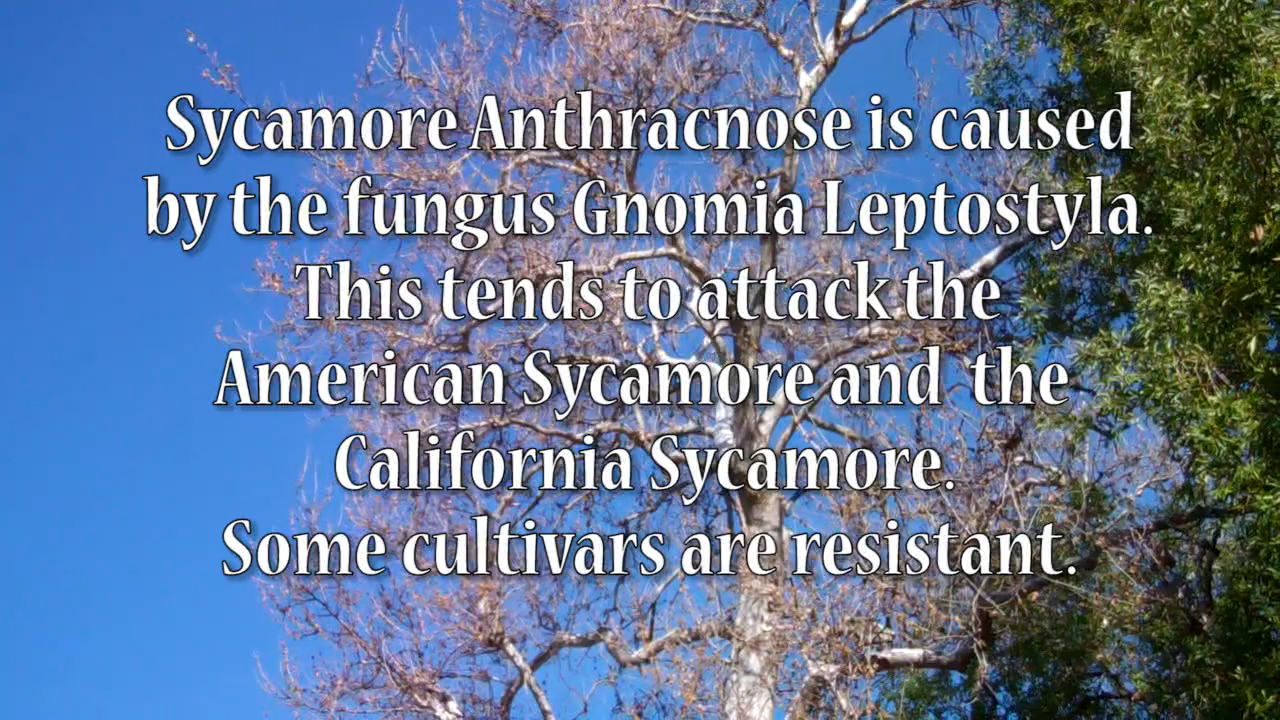 Sycamore Anthracnose is caused
by the fungus Gnomia Leptostyla.
This tends to attack the
American Sycamore and the
California Sycamore.
Some cultivars are resistant.